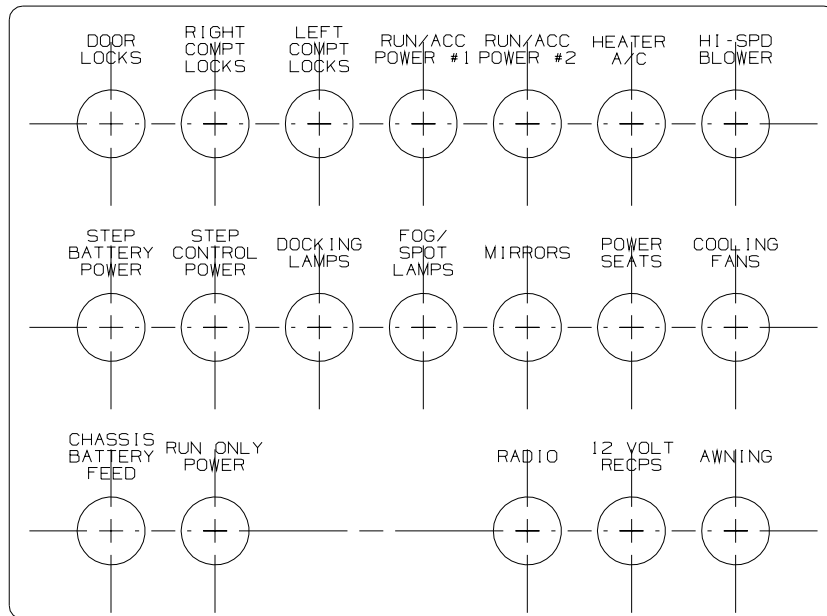 DOOR
LOCKS
RIGHT
COMPT
LOCKS
LEFT
COMPT
LOCKS
RUN/ACC
POWER #1
RUN/ACC
POWER #2
HEATER
A/C
HI-SPD
BLOWER
STEP
BATTERY
POWER
STEP
CONTROL
POWER
DOCKING
LAMPS
FOG/
SPOT
LAMPS
MIRRORS
POWER
SEATS
COOLING
FANS
CHASSIS
BATTERY
FEED
RUN ONLY
POWER
RADIO
12 VOLT
RECPS
AWNING